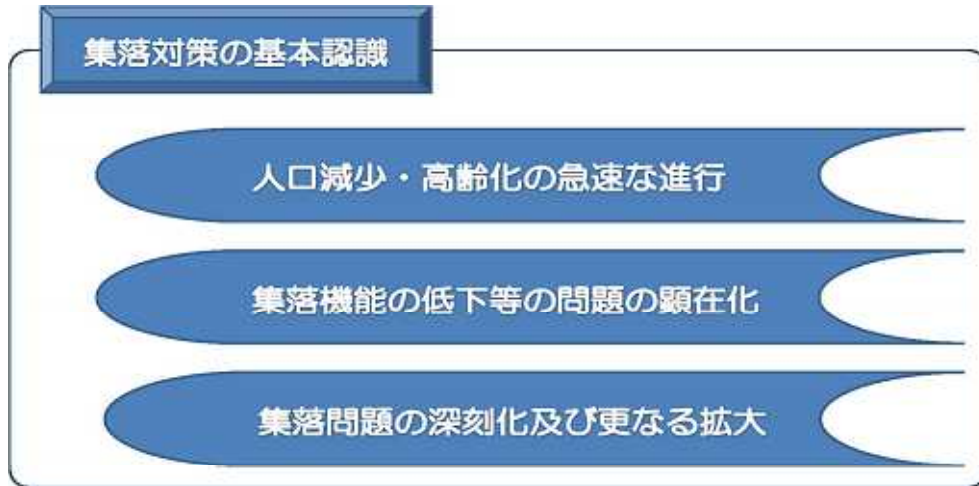 集落対策の基本認識
人口減少・高齢化の急速な進行
集落機能の低下等の問題の顕在化
集落問題の深刻化及び更なる拡大